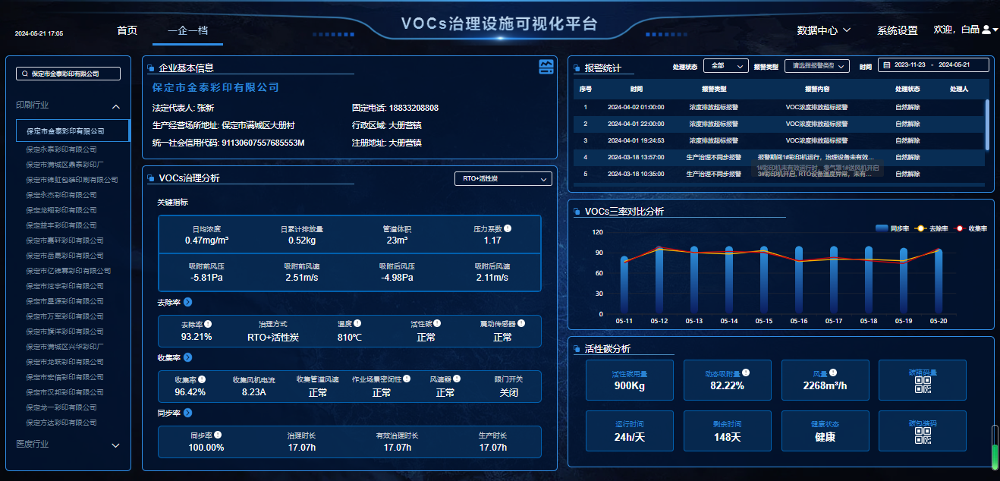 VOCs治理设施可视化平台
2024-05-21 17:05
首页
一企一档
数据中心
系统设置
欢迎, 白晶
保定市金泰彩印有限公司
印刷行业
保定市金泰彩印有限公司
保定永泰彩印有限公司
保定市满城区鼎泰彩印厂
保定市锦虹包装印刷有限公司
保定永杰彩印有限公司
保定龙翔彩印有限公司
保定益丰彩印有限公司
保定市嘉轩彩印有限公司
保定市岳晟彩印有限公司
保定市亿锦霖彩印有限公司
保定市炫宇彩印有限公司
保定市星源彩印有限公司
保定市万军彩印有限公司
保定市旗洋彩印有限公司
保定市满城区兴华彩印厂
保定市龙跃彩印有限公司
保定市宏信彩印有限公司
保定市汉邦彩印有限公司
保定龙一彩印有限公司
保定方达彩印有限公司
医废行业
企业基本信息
保定市金泰彩印有限公司
法定代表人: 张新
固定电话: 18833208808
生产经营场所地址: 保定市满城区大册村
行政区域: 大册营镇
统一社会信用代码: 91130607557685553M
注册地址: 大册营镇
VOCs治理分析
RTO+活性炭
关键指标
日均浓度 日累计排放量 管道体积 压力系数
0.47mg/m³ 0.52kg 23m³ 1.17
吸附前风压 吸附前风速 吸附后风压 吸附后风速
-5.81Pa 2.51m/s -4.98Pa 2.11m/s
去除率
去除率 治理方式 温度 活性碳 震动传感器
93.21% RTO+活性炭 810℃ 正常 正常
收集率
收集率 收集风机电流 收集管道风速 作业场景密闭性 风速器 限门开关
96.42% 8.23A 正常 正常 正常 关闭
同步率
同步率 治理时长 有效治理时长 生产时长
100.00% 17.07h 17.07h 17.07h
报警统计
处理状态 全部 报警类型 请选择报警类型 时间 2023-11-23 - 2024-05-21
序号 时间 报警类型 报警内容 处理状态 处理人
1 2024-04-02 01:00:00 浓度排放超标报警 VOC浓度排放超标报警 自然解除
2 2024-04-01 22:00:00 浓度排放超标报警 VOC浓度排放超标报警 自然解除
3 2024-04-01 19:24:53 浓度排放超标报警 VOC浓度排放超标报警 自然解除
4 2024-03-18 13:57:00 生产治理不同步报警 报警期间1#彩印机运行，治理设备未有效... 自然解除
1#彩印机未有效运行时，集气罩1#送风机开启
5 2024-03-18 10:35:00 生产治理不同步报警 3#彩印机开启, RTO设备温度异常，未有... 自然解除
VOCs三率对比分析
同步率 去除率 收集率
120
90
60
30
0
05-11 05-12 05-13 05-14 05-15 05-16 05-17 05-18 05-19 05-20
活性碳分析
活性碳用量 动态吸附量 风量 碳箱码量
900Kg 82.22% 2268m³/h
运行时间 剩余时间 健康状态 碳包装码
24h/天 148天 健康